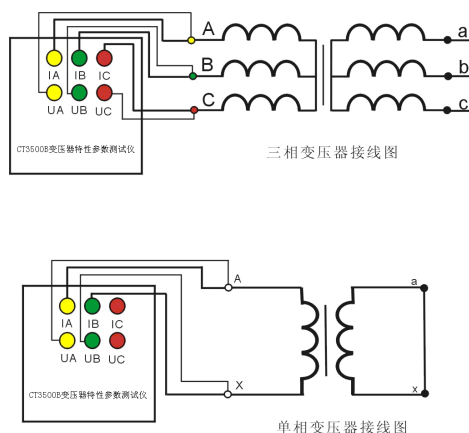 A
B
C
a
b
c
IA IB IC
UA UB UC
CT3500B变压器特性参数测试仪
三相变压器接线图
A
X
a
x
IA IB IC
UA UB UC
CT3500B变压器特性参数测试仪
单相变压器接线图